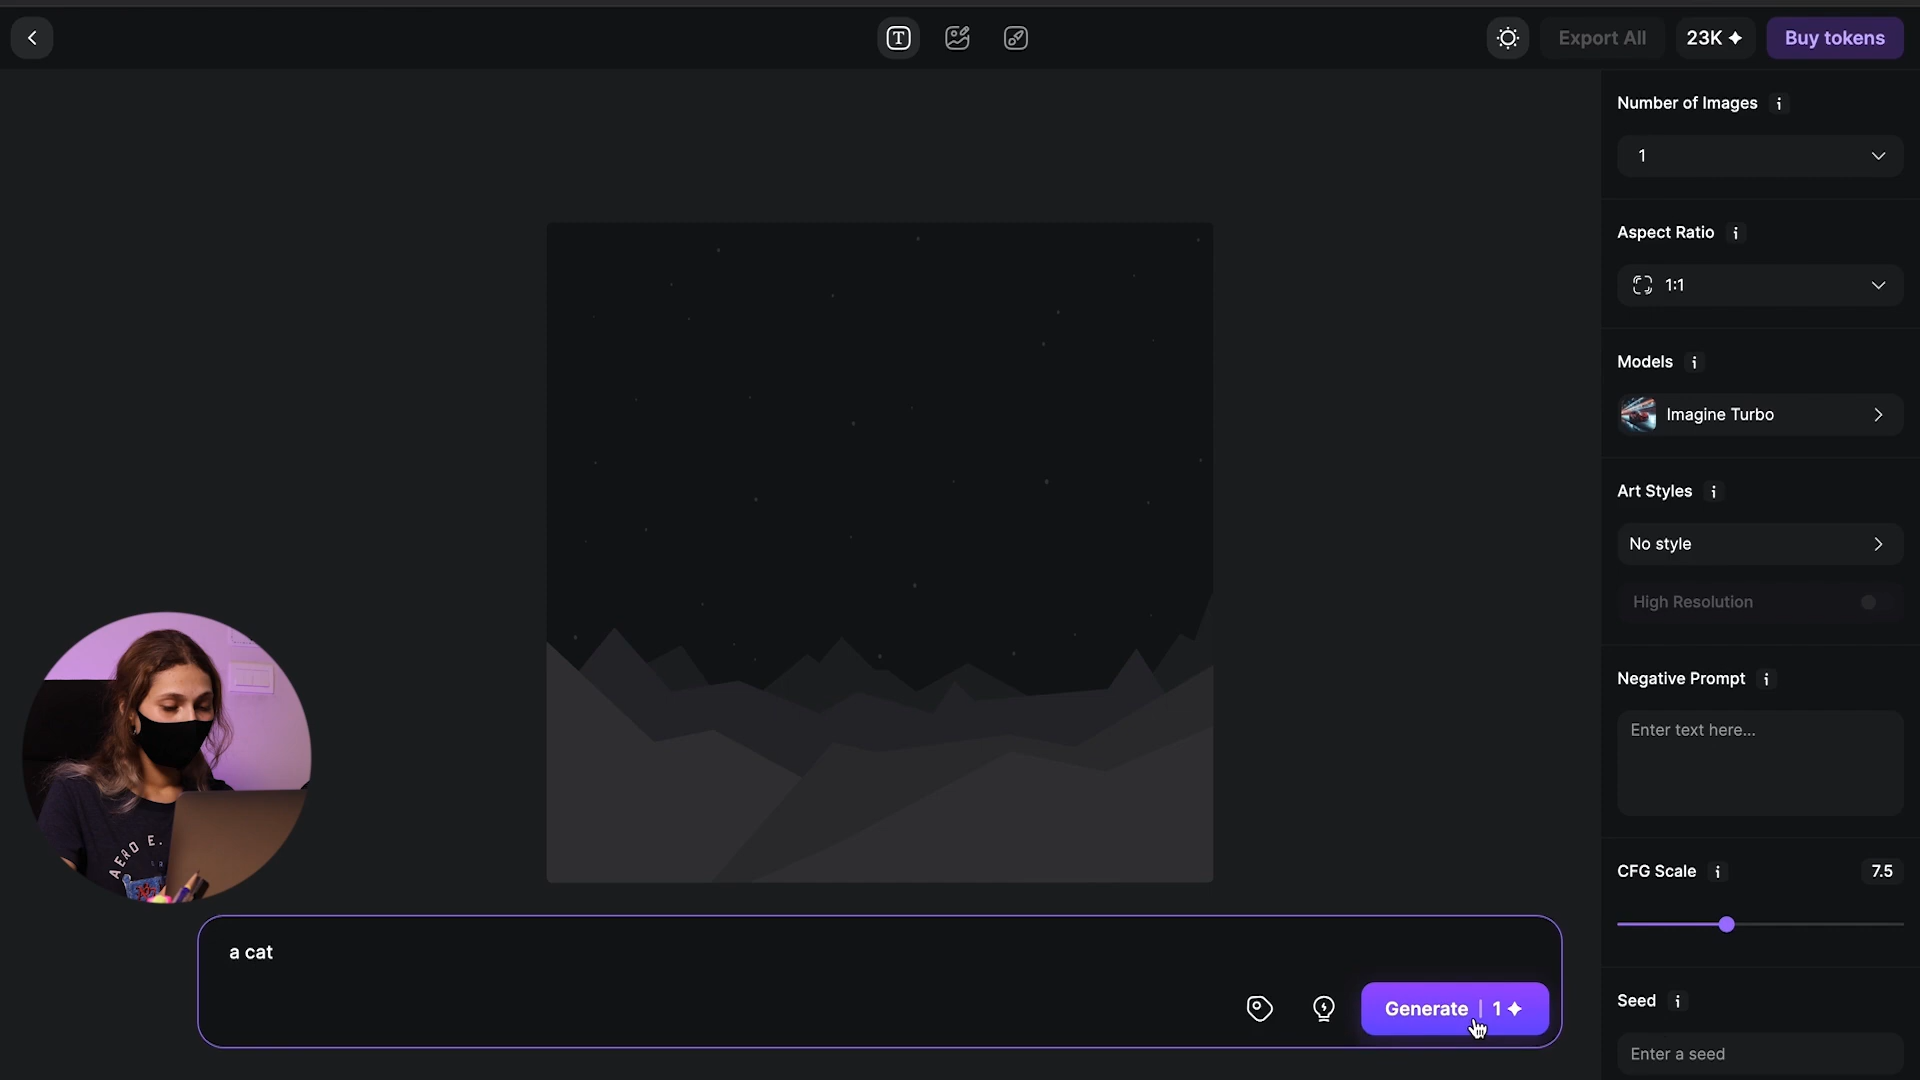 Export All
23K
Buy tokens
Number of Images
1
Aspect Ratio
1:1
Models
Imagine Turbo
Art Styles
No style
High Resolution
Negative Prompt
Enter text here...
CFG Scale
7.5
Seed
Enter a seed
AERO E.
a cat
Generate | 1